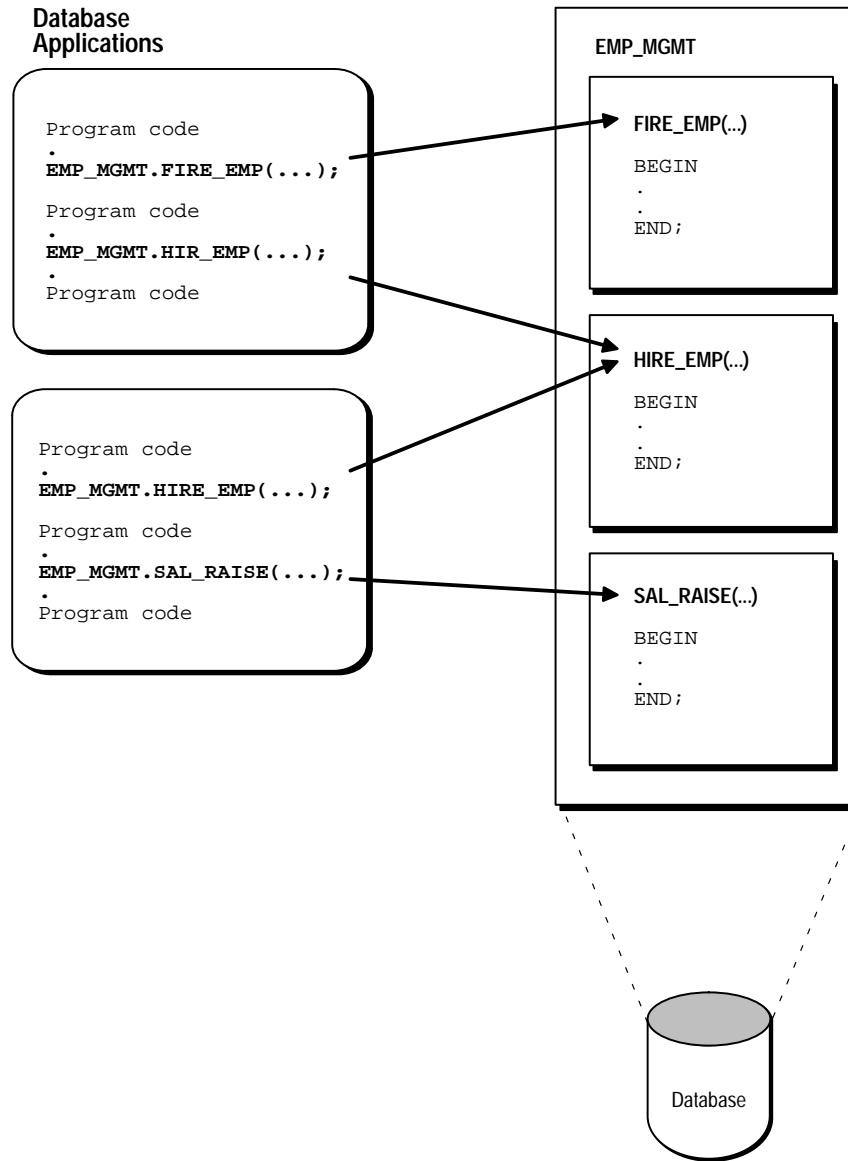 Database
Applications
Program code
.
EMP_MGMT.FIRE_EMP(...);
Program code
.
EMP_MGMT.HIR_EMP(...);
.
Program code
Program code
.
EMP_MGMT.HIRE_EMP(...);
Program code
.
EMP_MGMT.SAL_RAISE(...);
.
Program code
EMP_MGMT
FIRE_EMP(...)
BEGIN
.
.
END;
HIRE_EMP(...)
BEGIN
.
.
END;
SAL_RAISE(...)
BEGIN
.
.
END;
Database